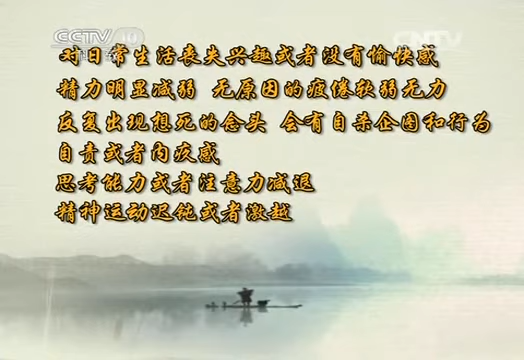 CCTV 10
CNTV
对日常生活丧失兴趣或者没有愉快感
精力明显减弱 无原因的疲倦软弱无力
反复出现想死的念头 会有自杀企图和行为
自责或者内疚感
思考能力或者注意力减退
精神运动迟钝或者激越